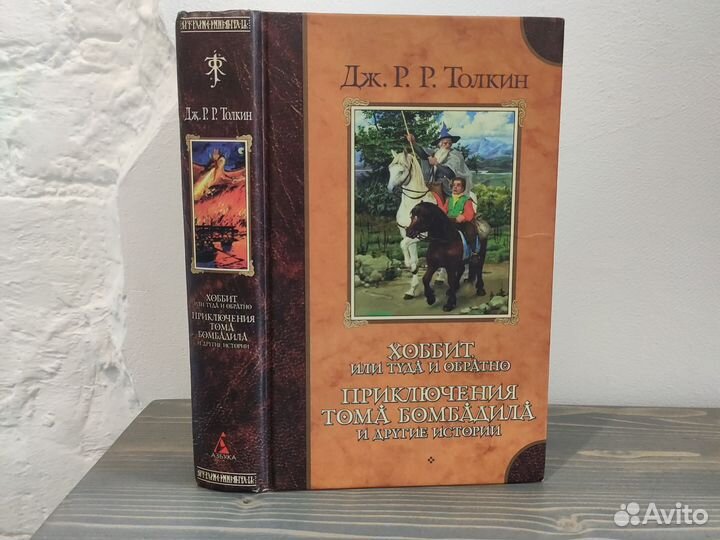 Дж. Р. Р. Толкин
Хоббит
или туда и обратно
Приключения
Тома
Бомбадила
и другие истории
Азбука
Дж. Р. Р. Толкин
Хоббит,
или туда и обратно
Приключения
Тома Бомбадила
и другие истории
Avito